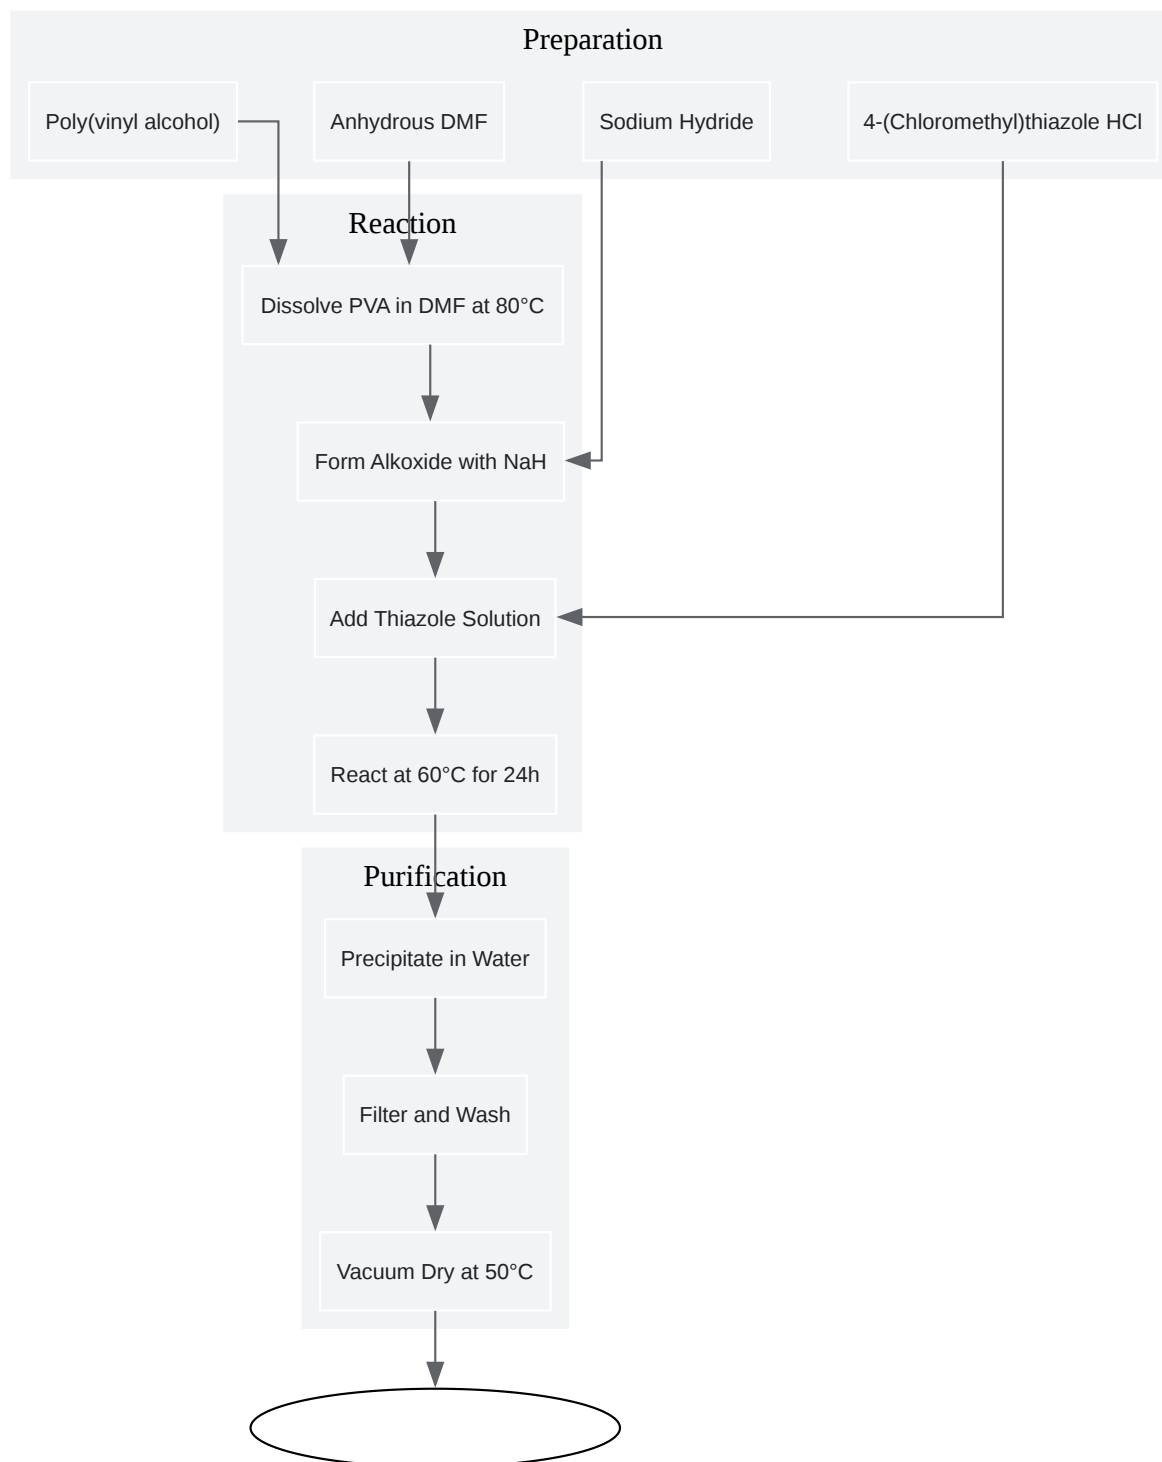 Preparation
Poly(vinyl alcohol)
Anhydrous DMF
Sodium Hydride
4-(Chloromethyl)thiazole HCl
Reaction
Dissolve PVA in DMF at 80°C
Form Alkoxide with NaH
Add Thiazole Solution
React at 60°C for 24h
Purification
Precipitate in Water
Filter and Wash
Vacuum Dry at 50°C